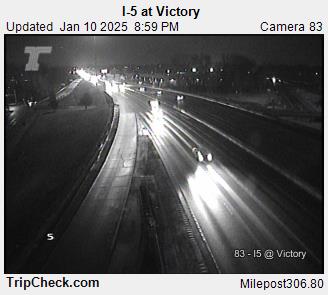 I-5 at Victory
Updated  Jan 10 2025  8:59 PM
Camera 83
T
S
83 - I5 @ Victory
TripCheck.com
Milepost306.80